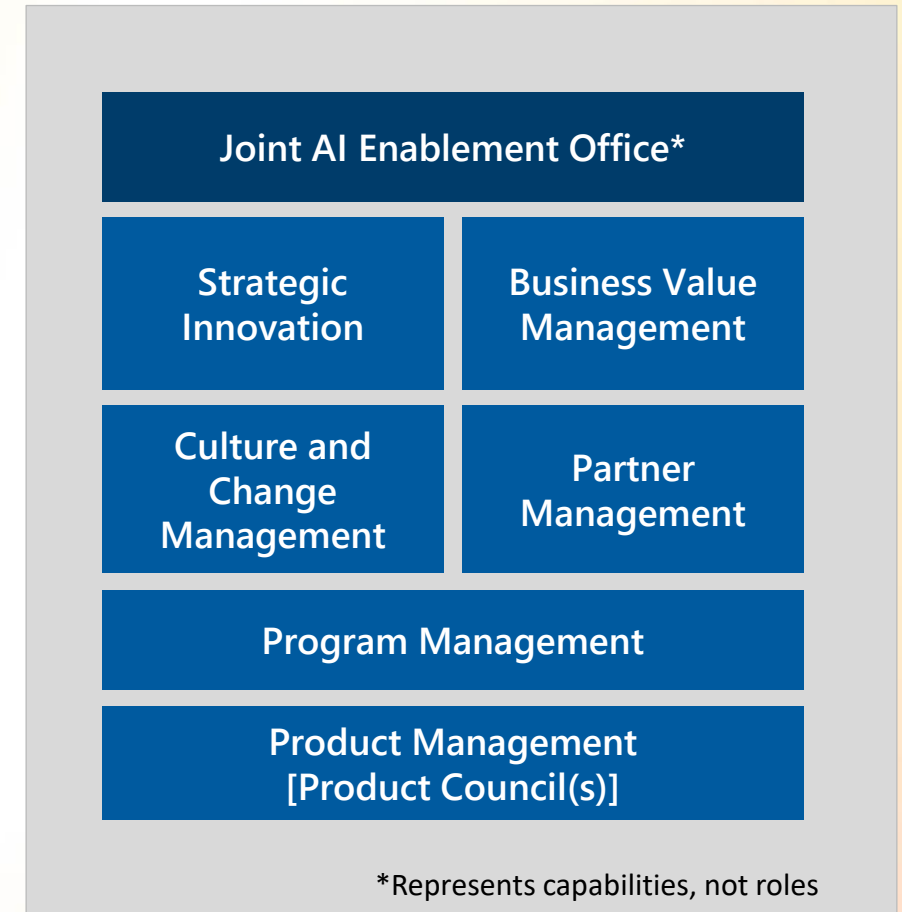 Joint AI Enablement Office*
Strategic
Innovation
Business Value
Management
Culture and
Change
Management
Partner
Management
Program Management
Product Management
[Product Council(s)]
*Represents capabilities, not roles